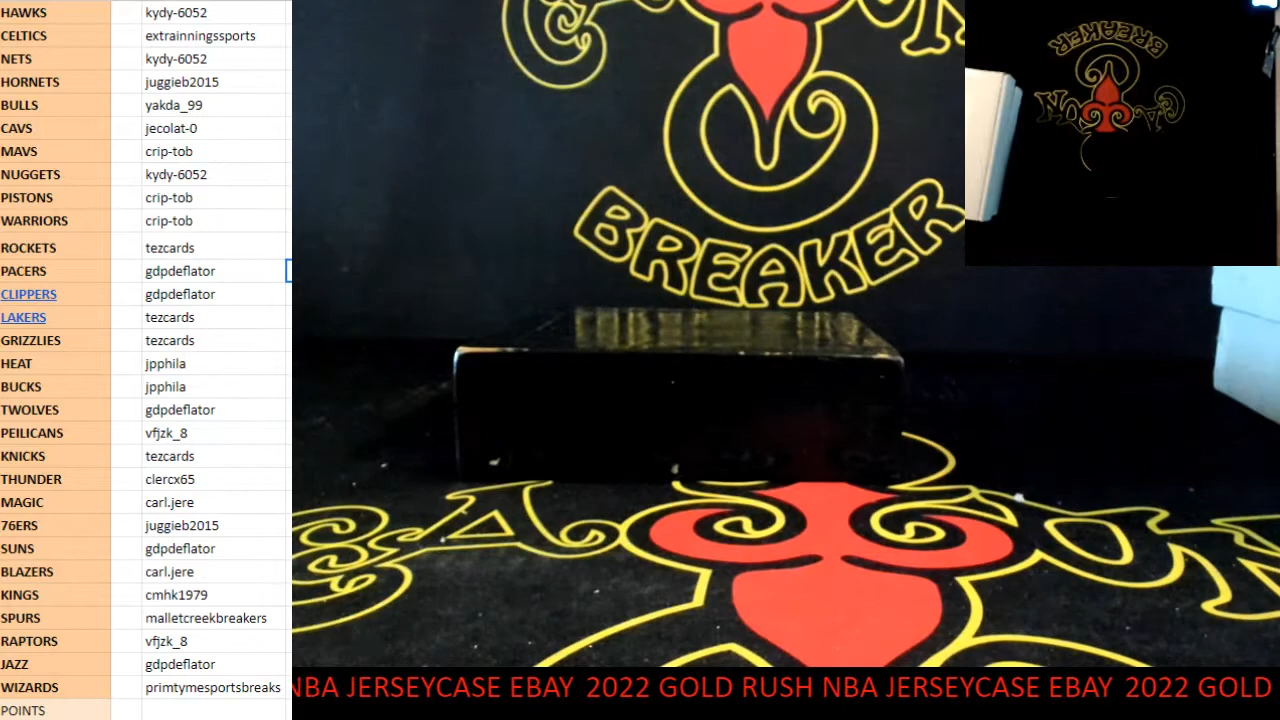 HAWKS kydy-6052
CELTICS extrainningssports
NETS kydy-6052
HORNETS juggieb2015
BULLS yakda_99
CAVS jecolat-0
MAVS crip-tob
NUGGETS kydy-6052
PISTONS crip-tob
WARRIORS crip-tob
ROCKETS tezcards
PACERS gdpdeflator
CLIPPERS gdpdeflator
LAKERS tezcards
GRIZZLIES tezcards
HEAT jpphila
BUCKS jpphila
TWOLVES gdpdeflator
PEILICANS vfjzk_8
KNICKS tezcards
THUNDER clercx65
MAGIC carl.jere
76ERS juggieb2015
SUNS gdpdeflator
BLAZERS carl.jere
KINGS cmhk1979
SPURS malletcreekbreakers
RAPTORS vfjzk_8
JAZZ gdpdeflator
WIZARDS primtymesportsbreaks
POINTS
BREAKER
BREAKER
NBA JERSEYCASE EBAY 2022 GOLD RUSH NBA JERSEYCASE EBAY 2022 GOLD